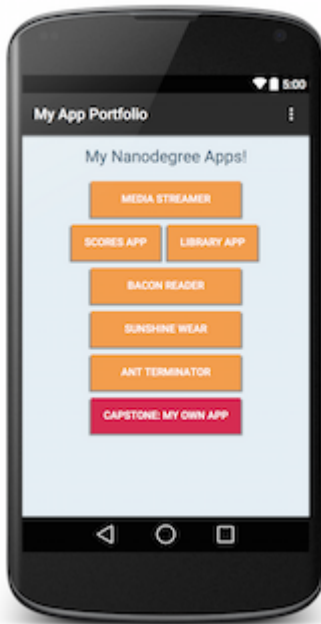 5:00
My App Portfolio
My Nanodegree Apps!
MEDIA STREAMER
SCORES APP LIBRARY APP
BACON READER
SUNSHINE WEAR
ANT TERMINATOR
CAPSTONE: MY OWN APP